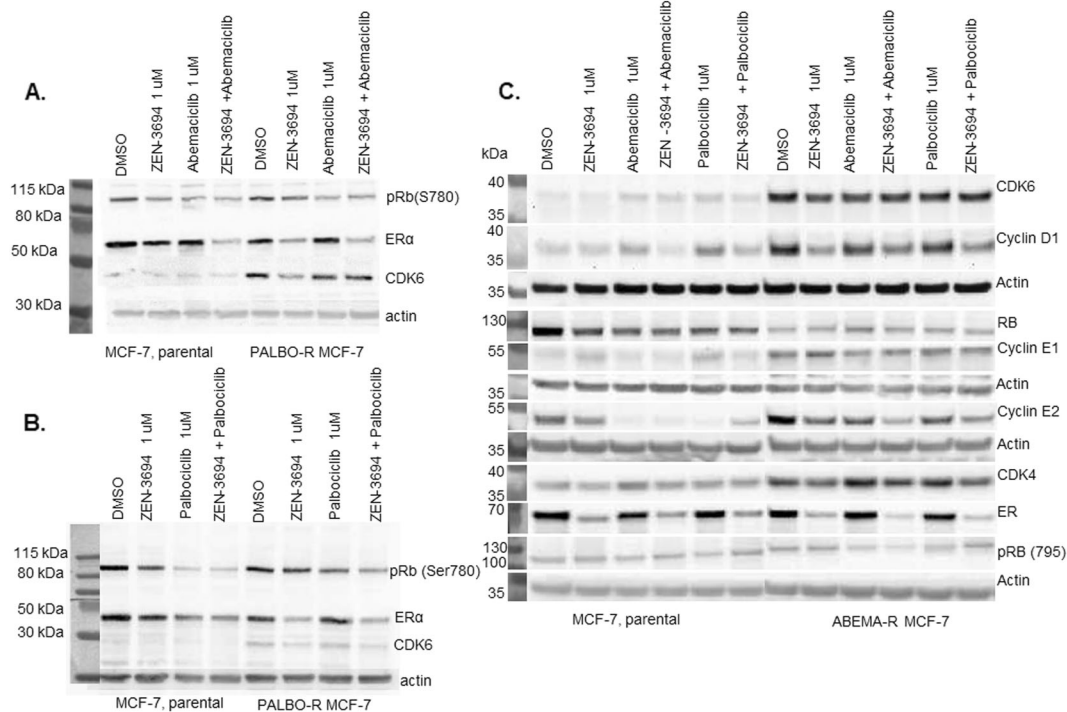 A.
DMSO
ZEN-3694 1 uM
Abemaciclib 1 uM
ZEN-3694 +Abemaciclib
DMSO
ZEN-3694 1uM
Abemaciclib 1uM
ZEN-3694 + Abemaciclib
115 kDa
80 kDa
50 kDa
30 kDa
pRb(S780)
ERα
CDK6
actin
MCF-7, parental
PALBO-R MCF-7
B.
DMSO
ZEN-3694 1 uM
Palbociclib 1uM
ZEN-3694 + Palbociclib
DMSO
ZEN-3694 1uM
Palbociclib 1uM
ZEN-3694 + Palbociclib
115 kDa
80 kDa
50 kDa
30 kDa
pRb (Ser780)
ERα
CDK6
actin
MCF-7, parental
PALBO-R MCF-7
C.
kDa
DMSO
ZEN-3694 1uM
Abemaciclib 1uM
ZEN -3694 + Abemaciclib
Palbociclib 1uM
ZEN-3694 + Palbociclib
DMSO
ZEN-3694 1uM
Abemaciclib 1uM
ZEN-3694 + Abemaciclib
Palbociclib 1uM
ZEN-3694 + Palbociclib
40
35
CDK6
40
35
Cyclin D1
35
Actin
130
RB
55
Cyclin E1
35
Actin
55
Cyclin E2
35
Actin
40
35
CDK4
70
ER
130
100
pRB (795)
35
Actin
MCF-7, parental
ABEMA-R MCF-7